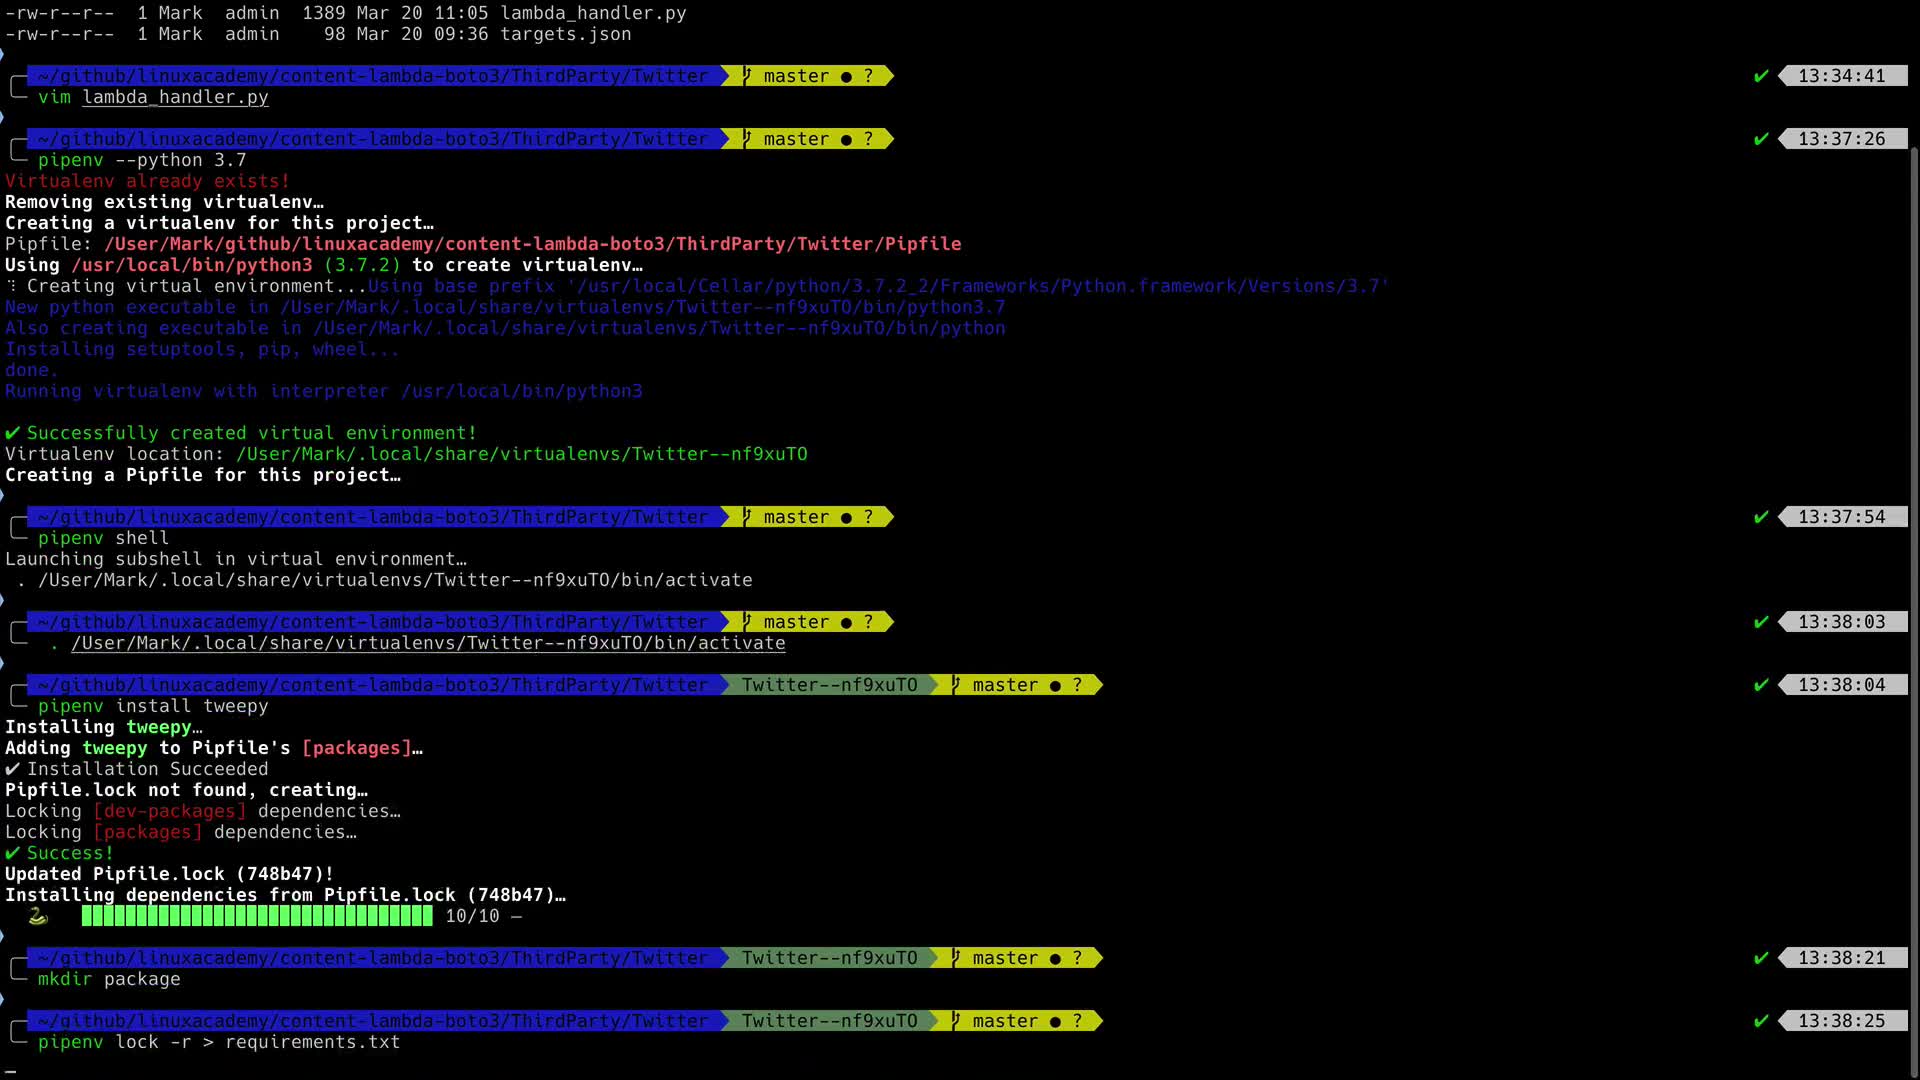 -rw-r--r--  1 Mark  admin  1389 Mar 20 11:05 lambda_handler.py
-rw-r--r--  1 Mark  admin    98 Mar 20 09:36 targets.json
~/github/linuxacademy/content-lambda-boto3/ThirdParty/Twitter master ● ? ✔ 13:34:41
vim lambda_handler.py
~/github/linuxacademy/content-lambda-boto3/ThirdParty/Twitter master ● ? ✔ 13:37:26
pipenv --python 3.7
Virtualenv already exists!
Removing existing virtualenv…
Creating a virtualenv for this project…
Pipfile: /User/Mark/github/linuxacademy/content-lambda-boto3/ThirdParty/Twitter/Pipfile
Using /usr/local/bin/python3 (3.7.2) to create virtualenv…
⠹ Creating virtual environment...Using base prefix '/usr/local/Cellar/python/3.7.2_2/Frameworks/Python.framework/Versions/3.7'
New python executable in /User/Mark/.local/share/virtualenvs/Twitter--nf9xuTO/bin/python3.7
Also creating executable in /User/Mark/.local/share/virtualenvs/Twitter--nf9xuTO/bin/python
Installing setuptools, pip, wheel...
done.
Running virtualenv with interpreter /usr/local/bin/python3
✔ Successfully created virtual environment!
Virtualenv location: /User/Mark/.local/share/virtualenvs/Twitter--nf9xuTO
Creating a Pipfile for this project…
~/github/linuxacademy/content-lambda-boto3/ThirdParty/Twitter master ● ? ✔ 13:37:54
pipenv shell
Launching subshell in virtual environment…
. /User/Mark/.local/share/virtualenvs/Twitter--nf9xuTO/bin/activate
~/github/linuxacademy/content-lambda-boto3/ThirdParty/Twitter master ● ? ✔ 13:38:03
. /User/Mark/.local/share/virtualenvs/Twitter--nf9xuTO/bin/activate
~/github/linuxacademy/content-lambda-boto3/ThirdParty/Twitter Twitter--nf9xuTO master ● ? ✔ 13:38:04
pipenv install tweepy
Installing tweepy…
Adding tweepy to Pipfile's [packages]…
✔ Installation Succeeded
Pipfile.lock not found, creating…
Locking [dev-packages] dependencies…
Locking [packages] dependencies…
✔ Success!
Updated Pipfile.lock (748b47)!
Installing dependencies from Pipfile.lock (748b47)…
10/10 —
~/github/linuxacademy/content-lambda-boto3/ThirdParty/Twitter Twitter--nf9xuTO master ● ? ✔ 13:38:21
mkdir package
~/github/linuxacademy/content-lambda-boto3/ThirdParty/Twitter Twitter--nf9xuTO master ● ? ✔ 13:38:25
pipenv lock -r > requirements.txt